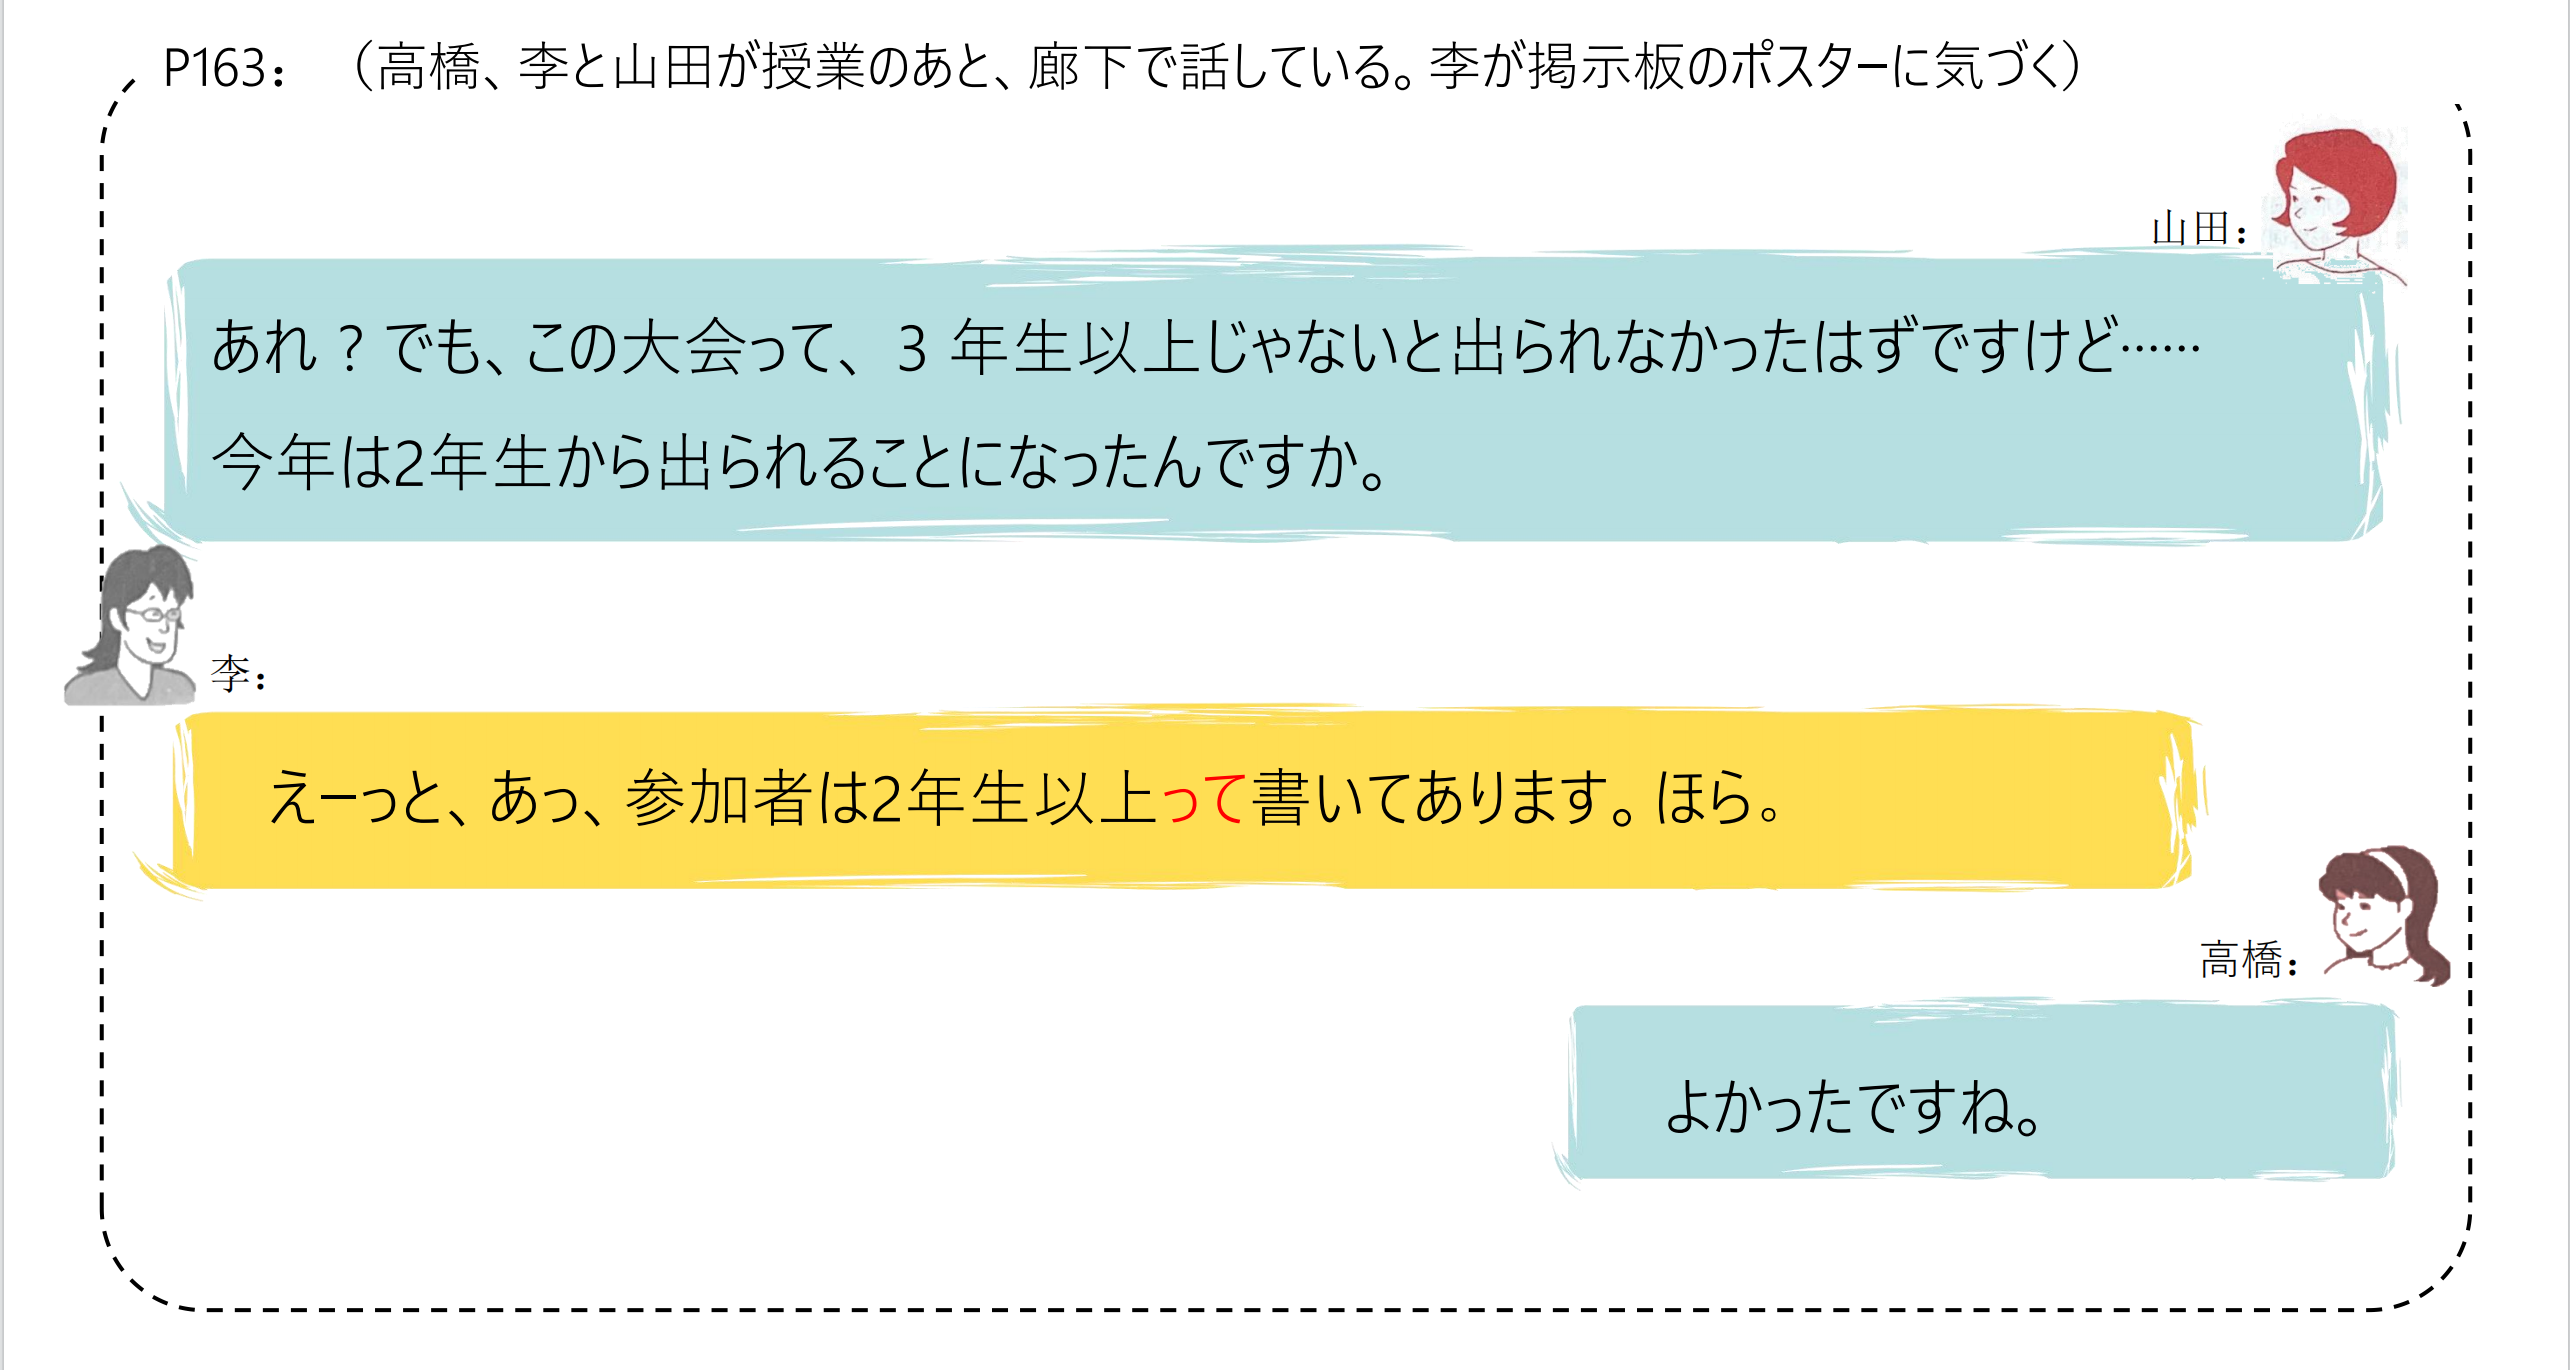 P163： （高橋、李と山田が授業のあと、廊下で話している。李が掲示板のポスターに気づく）
山田：
あれ？でも、この大会って、３年生以上じゃないと出られなかったはずですけど……
今年は2年生から出られることになったんですか。
李：
えーっと、あっ、参加者は2年生以上って書いてあります。ほら。
高橋：
よかったですね。